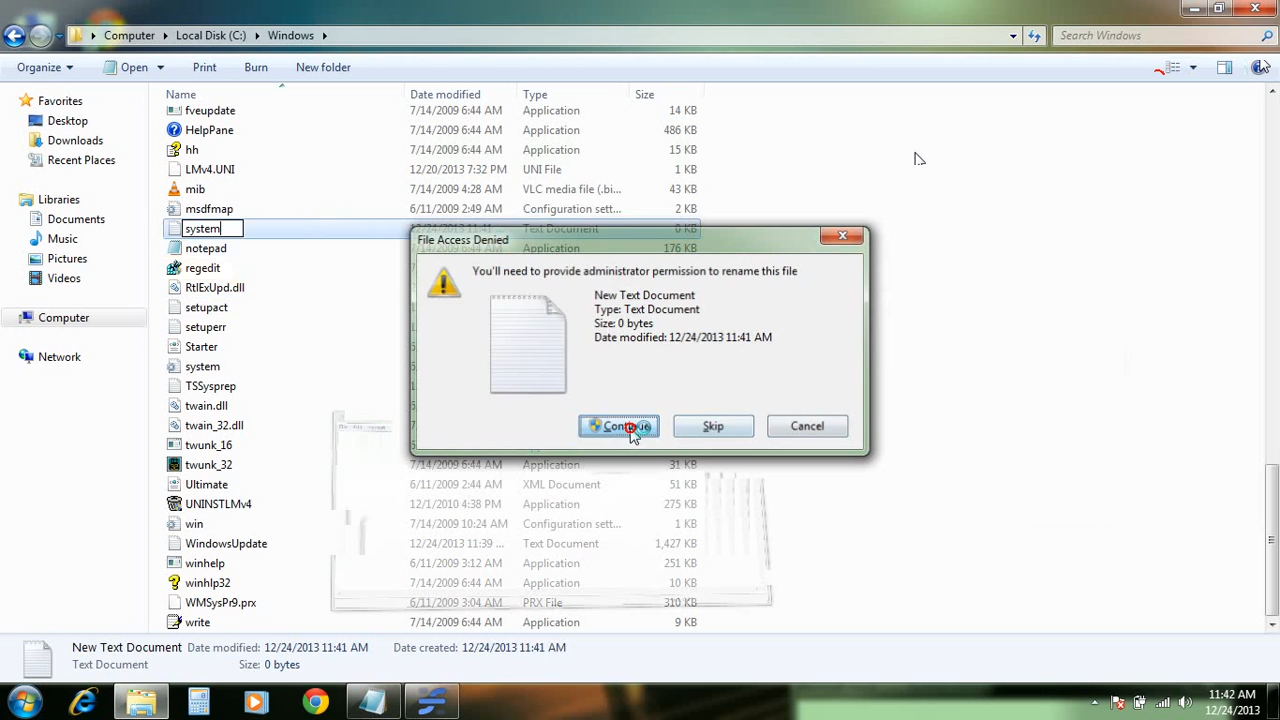 Computer Local Disk (C:) Windows
Search Windows
Organize Open Print Burn New folder
Favorites
Desktop
Downloads
Recent Places
Libraries
Documents
Music
Pictures
Videos
Computer
Network
Name Date modified Type Size
fveupdate 7/14/2009 6:44 AM Application 14 KB
HelpPane 7/14/2009 6:44 AM Application 486 KB
hh 7/14/2009 6:44 AM Application 15 KB
LMv4.UNI 12/20/2013 7:32 PM UNI File 1 KB
mib 7/14/2009 4:28 AM VLC media file (.bi... 43 KB
msdfmap 6/11/2009 2:49 AM Configuration sett... 2 KB
system Text Document 0 KB
notepad 7/14/2009 6:44 AM Application 176 KB
regedit
RtlExUpd.dll
setupact
setuperr
Starter
system
TSSysprep
twain.dll
twain_32.dll
twunk_16
twunk_32 7/14/2009 6:44 AM Application 31 KB
Ultimate 6/11/2009 2:44 AM XML Document 51 KB
UNINSTLMv4 12/1/2010 4:38 PM Application 275 KB
win 7/14/2009 10:24 AM Configuration sett... 1 KB
WindowsUpdate 12/24/2013 11:39 ... Text Document 1,427 KB
winhelp 6/11/2009 3:12 AM Application 251 KB
winhlp32 7/14/2009 6:44 AM Application 10 KB
WMSysPr9.prx 6/11/2009 3:04 AM PRX File 310 KB
write 7/14/2009 6:44 AM Application 9 KB
File Access Denied
You'll need to provide administrator permission to rename this file
New Text Document
Type: Text Document
Size: 0 bytes
Date modified: 12/24/2013 11:41 AM
Continue Skip Cancel
New Text Document Date modified: 12/24/2013 11:41 AM Date created: 12/24/2013 11:41 AM
Text Document Size: 0 bytes
11:42 AM
12/24/2013